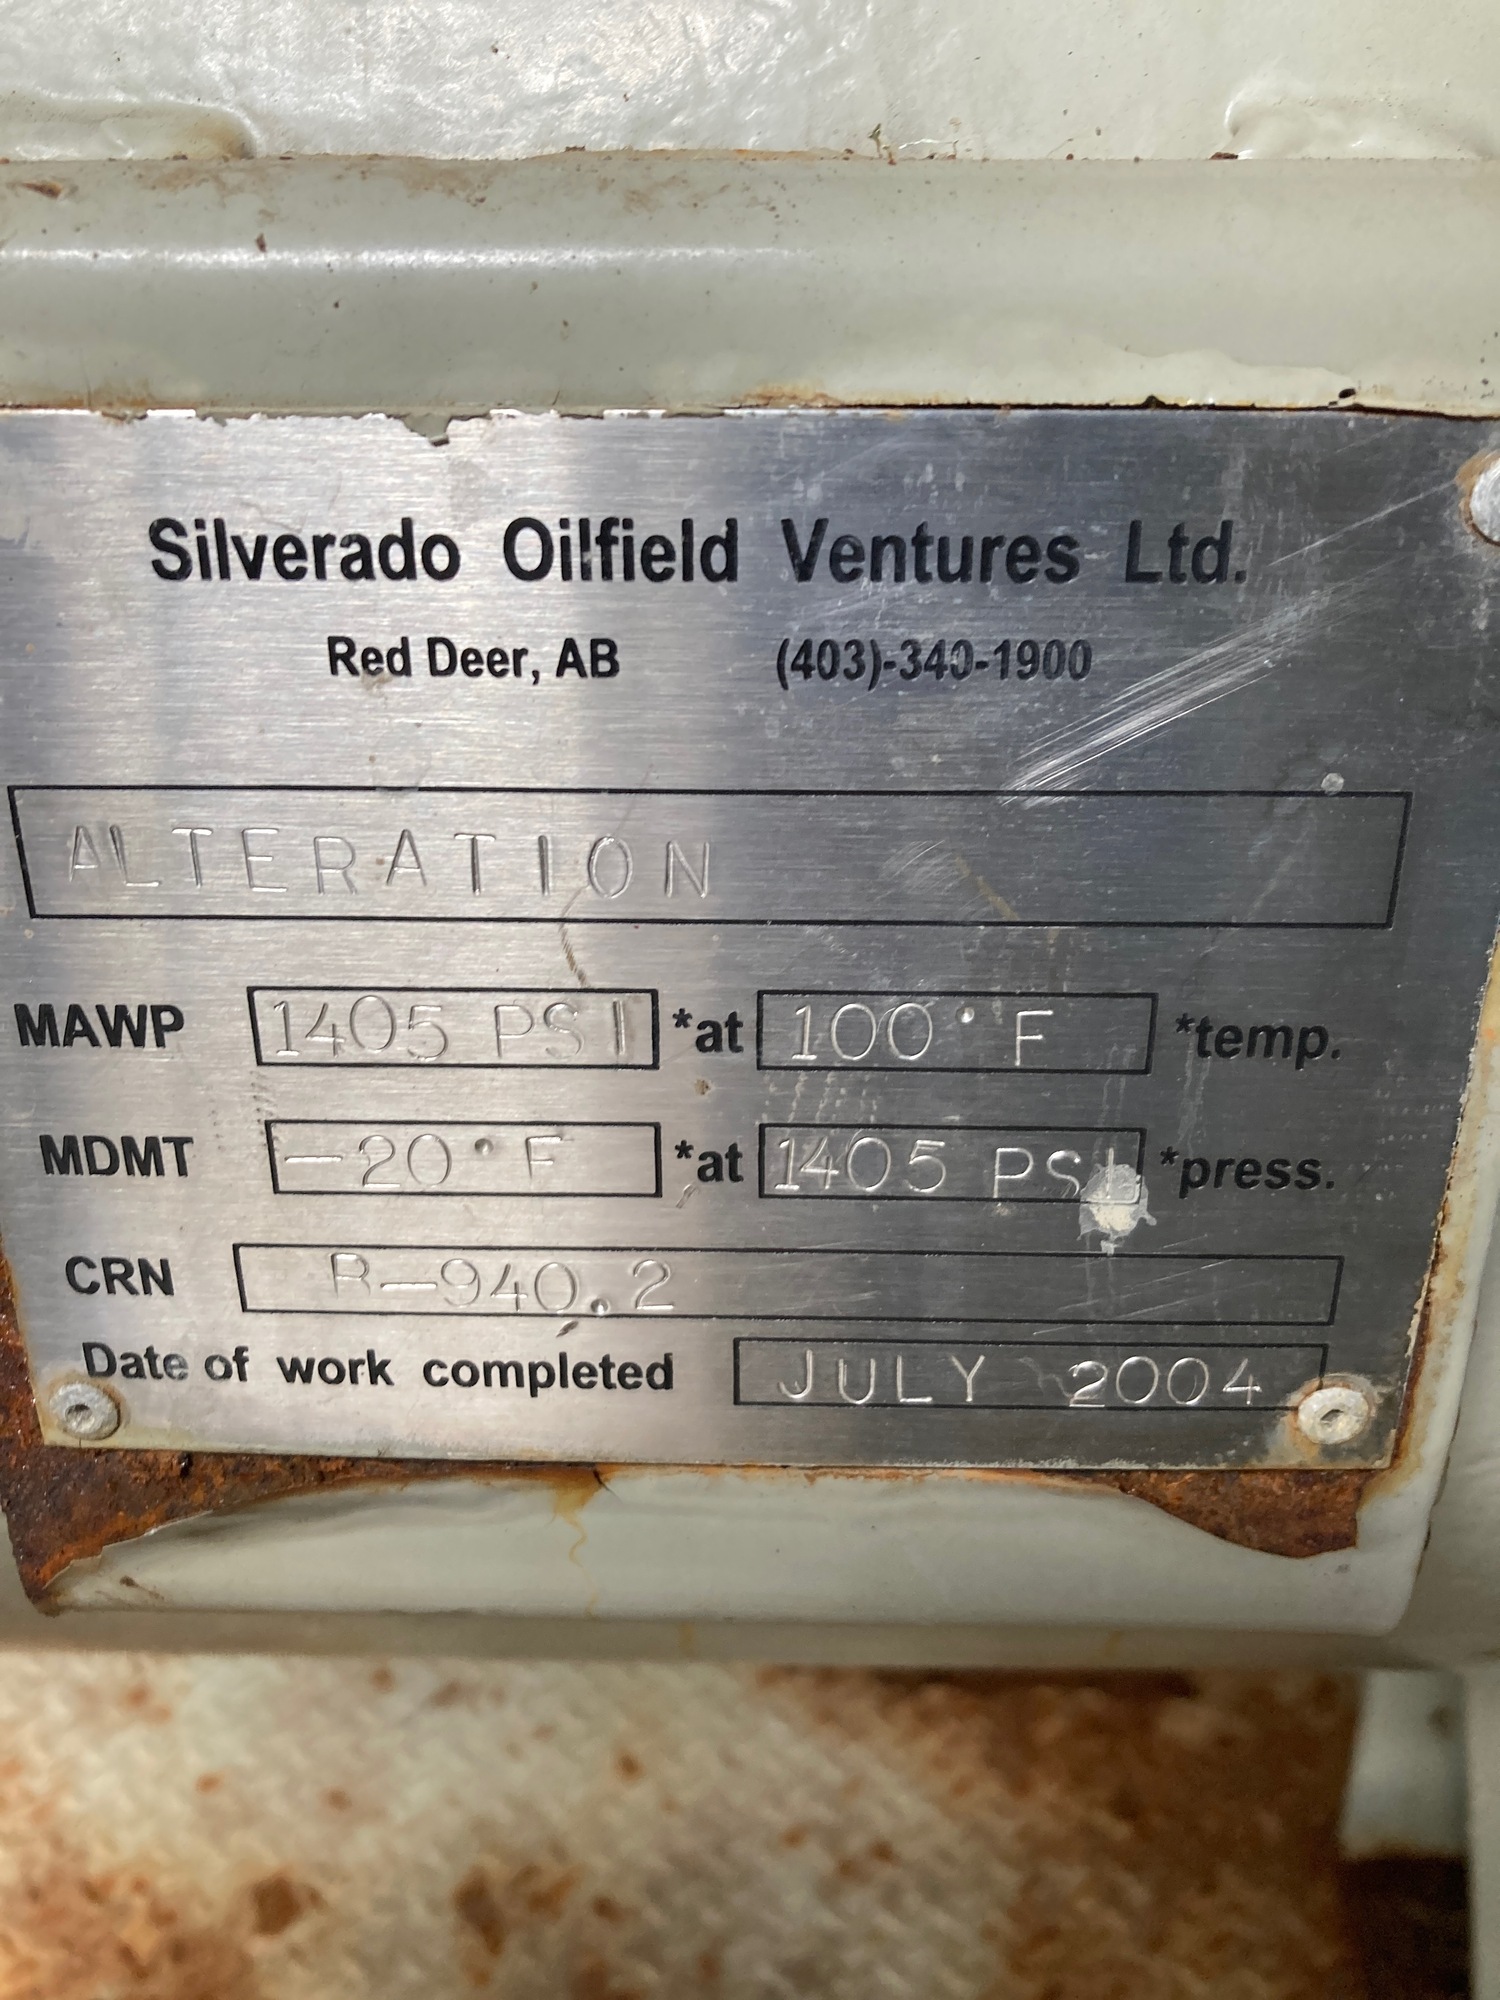 Silverado Oilfield Ventures Ltd.
Red Deer, AB (403)-340-1900
ALTERATION
MAWP 1405 PSI *at 100°F *temp.
MDMT -20°F *at 1405 PSI *press.
CRN R-940.2
Date of work completed JULY 2004